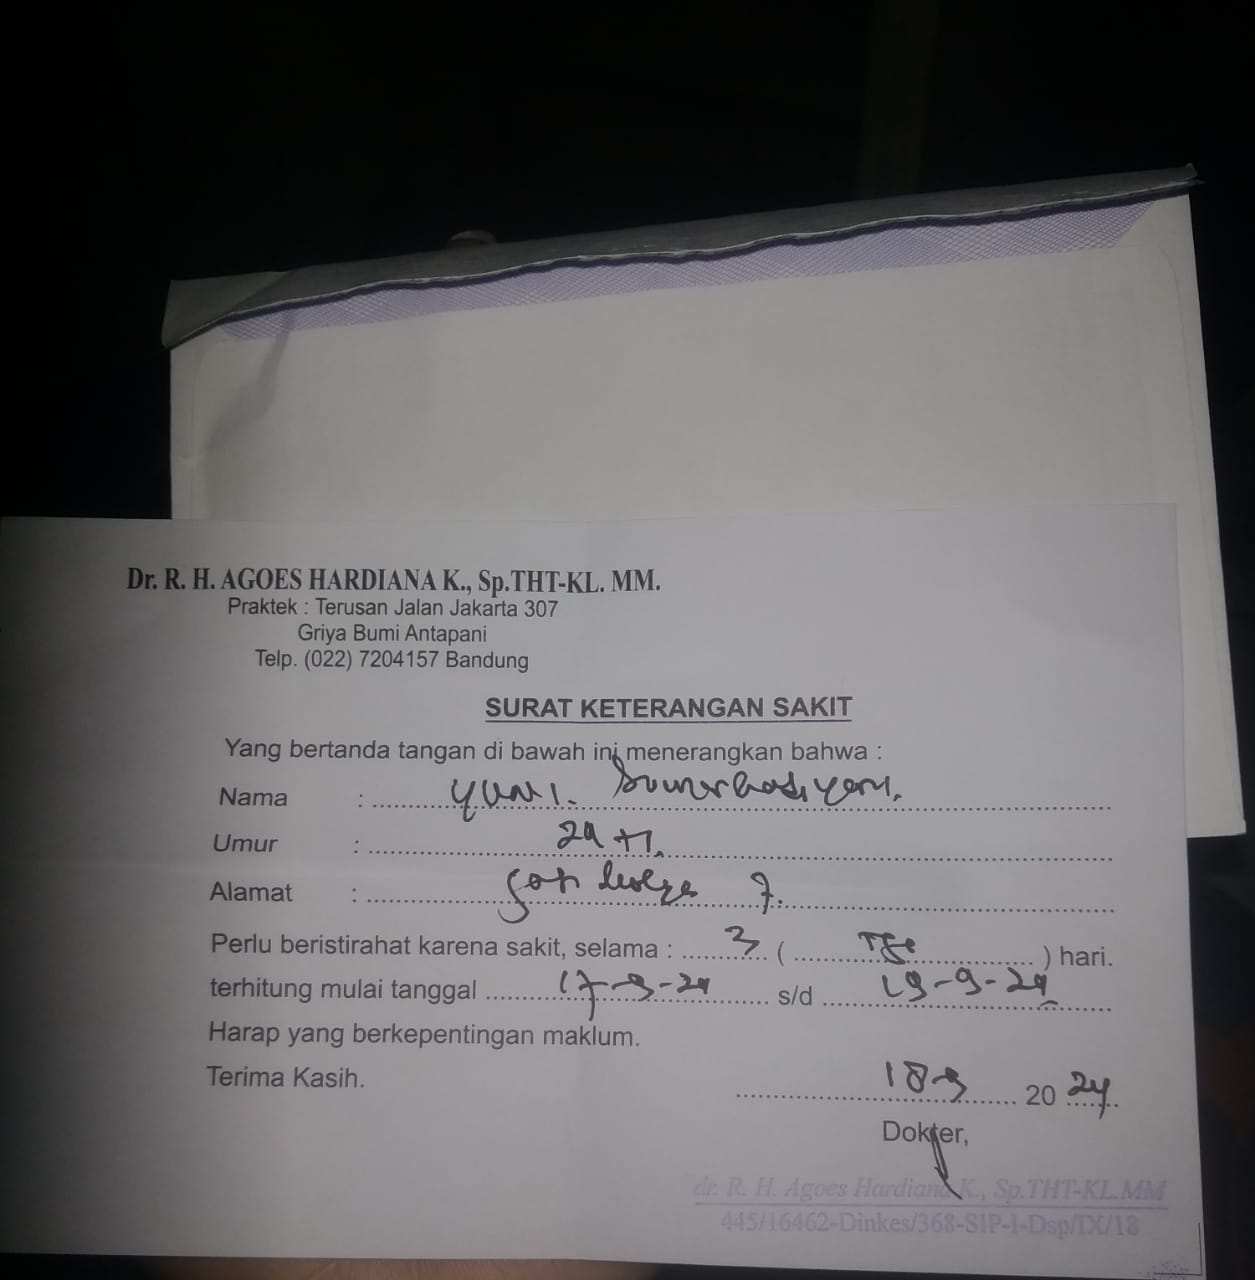 Dr. R. H. AGOES HARDIANA K., Sp.THT-KL. MM.
Praktek : Terusan Jalan Jakarta 307
Griya Bumi Antapani
Telp. (022) 7204157 Bandung
SURAT KETERANGAN SAKIT
Yang bertanda tangan di bawah ini menerangkan bahwa :
Nama : YUNI.
Umur : 24 th.
Alamat : 7.
Perlu beristirahat karena sakit, selama : 3 ( ) hari.
terhitung mulai tanggal 17-9-24 s/d 19-9-24
Harap yang berkepentingan maklum.
Terima Kasih.
18-9 2024
Dokter,
dr. R. H. Agoes Hardiana K., Sp.THT-KL.MM
445/16462-Dinkes/368-SIP-I-Dsp/IX/18